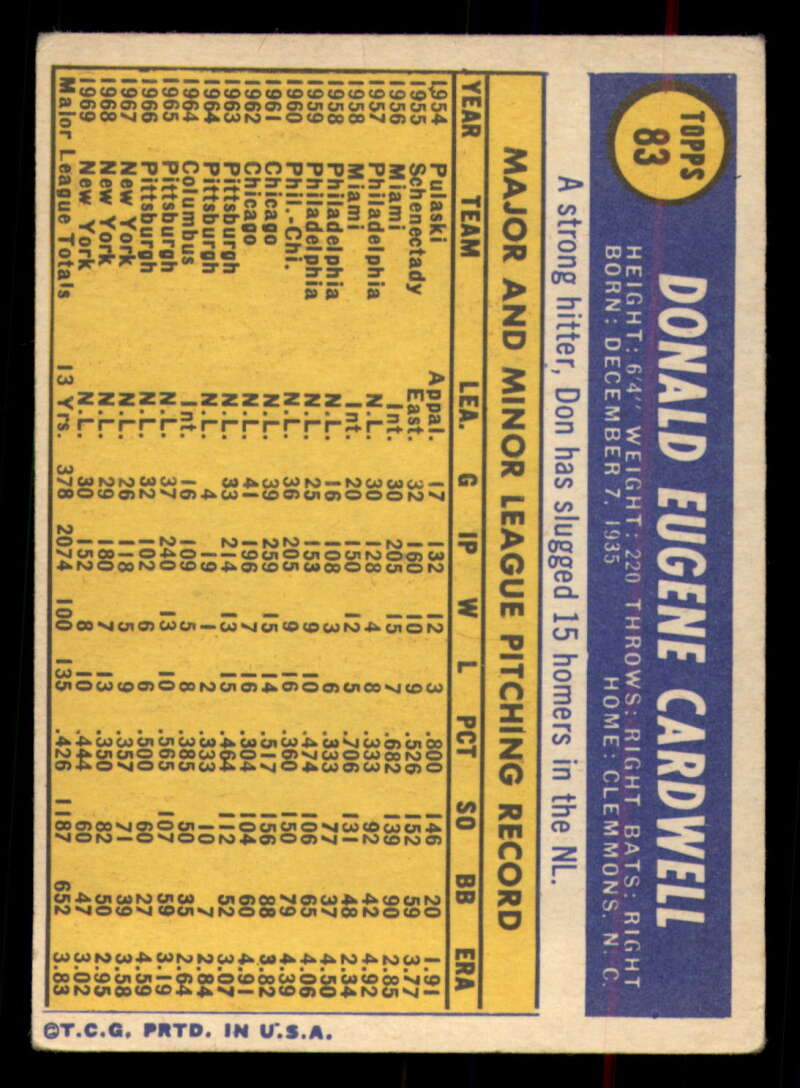 TOPPS
83
DONALD EUGENE CARDWELL
HEIGHT: 6'4'' WEIGHT: 220 THROWS: RIGHT BATS: RIGHT
BORN: DECEMBER 7, 1935 HOME: CLEMMONS, N. C.
A strong hitter, Don has slugged 15 homers in the NL.
MAJOR AND MINOR LEAGUE PITCHING RECORD
YEAR TEAM LEA. G IP W L PCT SO BB ERA
1954 Pulaski Appal. 17 132 12 3 .800 146 20 1.91
1955 Schenectady East. 32 160 10 9 .526 152 59 3.77
1956 Miami Int. 30 205 15 7 .682 139 90 2.85
1957 Philadelphia N.L. 30 128 4 8 .333 92 42 4.92
1958 Miami Int. 20 150 12 5 .706 131 48 2.34
1958 Philadelphia N.L. 16 108 3 6 .333 77 37 4.50
1959 Philadelphia N.L. 25 153 9 10 .474 106 65 4.06
1960 Phil.-Chi. N.L. 36 205 9 16 .360 150 79 4.39
1961 Chicago N.L. 39 259 15 14 .517 156 88 3.82
1962 Chicago N.L. 41 196 7 16 .304 104 60 4.91
1963 Pittsburgh N.L. 33 214 13 15 .464 112 52 3.07
1964 Pittsburgh N.L. 4 19 1 2 .333 10 7 2.84
1964 Columbus Int. 16 109 5 8 .385 50 35 2.64
1965 Pittsburgh N.L. 37 240 13 10 .565 107 59 3.19
1966 Pittsburgh N.L. 32 102 6 6 .500 60 27 4.59
1967 New York N.L. 26 118 5 9 .357 71 39 3.58
1968 New York N.L. 29 180 7 13 .350 82 50 2.95
1969 New York N.L. 30 152 8 10 .444 60 47 3.02
Major League Totals 13 Yrs. 378 2074 100 135 .426 1187 652 3.83
©T.C.G. PRTD. IN U.S.A.